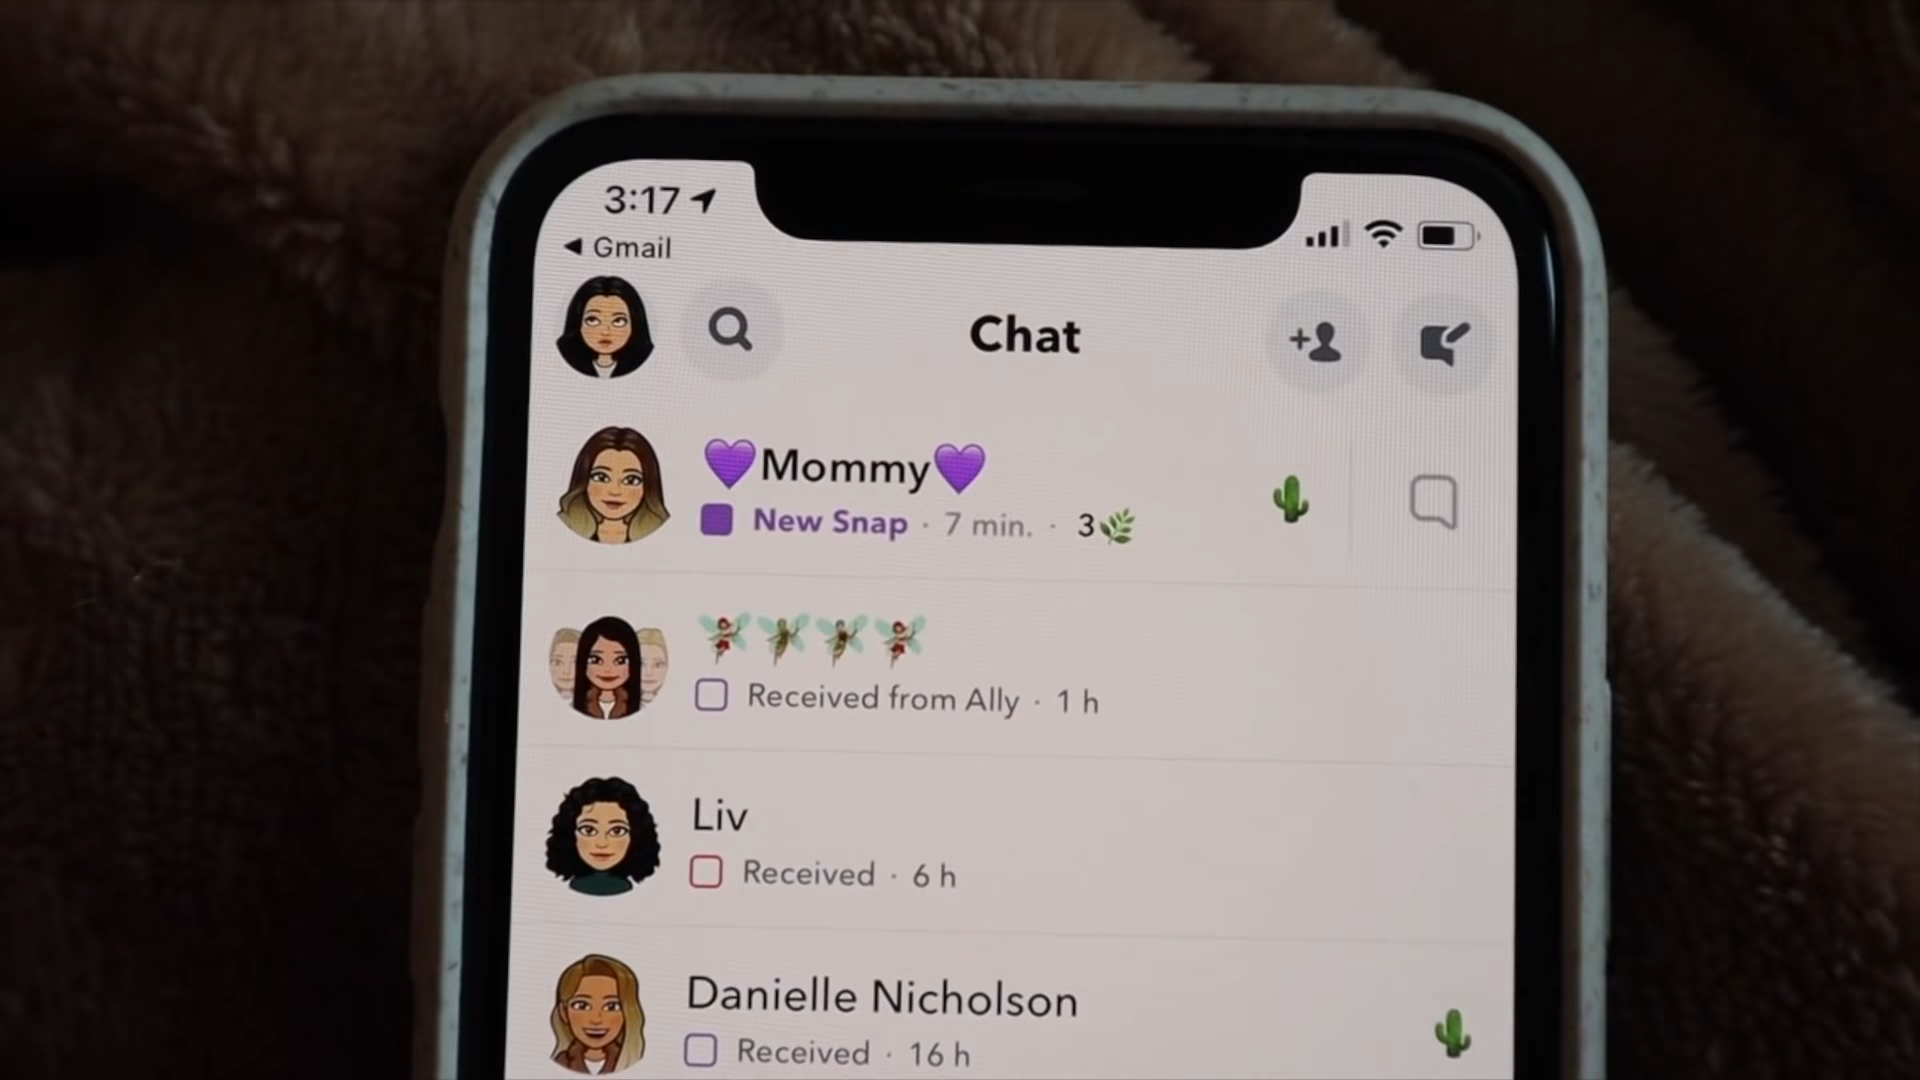 3:17
◀ Gmail
Chat
💜Mommy💜
New Snap · 7 min. · 3🌿
🧚🧚🧚🧚
Received from Ally · 1 h
Liv
Received · 6 h
Danielle Nicholson
Received · 16 h